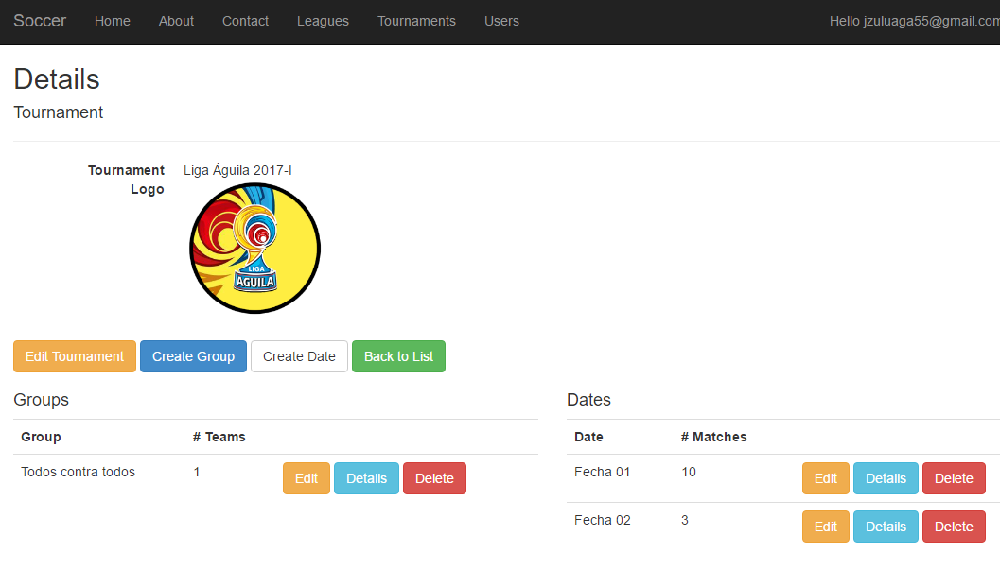 Soccer Home About Contact Leagues Tournaments Users Hello jzuluaga55@gmail.com
Details
Tournament
Tournament Liga Águila 2017-I
Logo
LIGA
AGUILA
Edit Tournament Create Group Create Date Back to List
Groups
Group # Teams
Todos contra todos 1 Edit Details Delete
Dates
Date # Matches
Fecha 01 10 Edit Details Delete
Fecha 02 3 Edit Details Delete